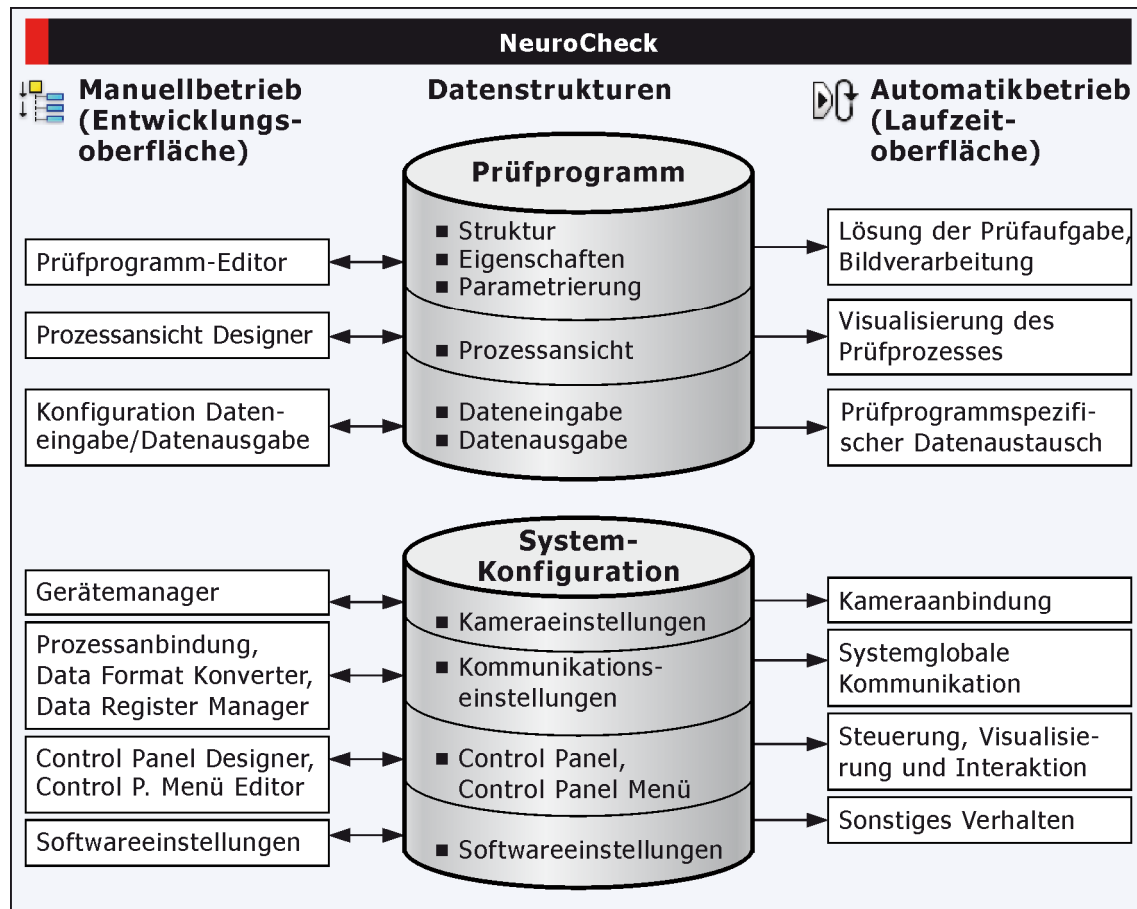 NeuroCheck
Manuellbetrieb
(Entwicklungs-
oberfläche)
Datenstrukturen
Automatikbetrieb
(Laufzeit-
oberfläche)
Prüfprogramm
■ Struktur
■ Eigenschaften
■ Parametrierung
■ Prozessansicht
■ Dateneingabe
■ Datenausgabe
Prüfprogramm-Editor
Prozessansicht Designer
Konfiguration Daten-
eingabe/Datenausgabe
Lösung der Prüfaufgabe,
Bildverarbeitung
Visualisierung des
Prüfprozesses
Prüfprogrammspezifi-
scher Datenaustausch
System-
Konfiguration
■ Kameraeinstellungen
■ Kommunikations-
einstellungen
■ Control Panel,
Control Panel Menü
■ Softwareeinstellungen
Gerätemanager
Prozessanbindung,
Data Format Konverter,
Data Register Manager
Control Panel Designer,
Control P. Menü Editor
Softwareeinstellungen
Kameraanbindung
Systemglobale
Kommunikation
Steuerung, Visualisie-
rung und Interaktion
Sonstiges Verhalten